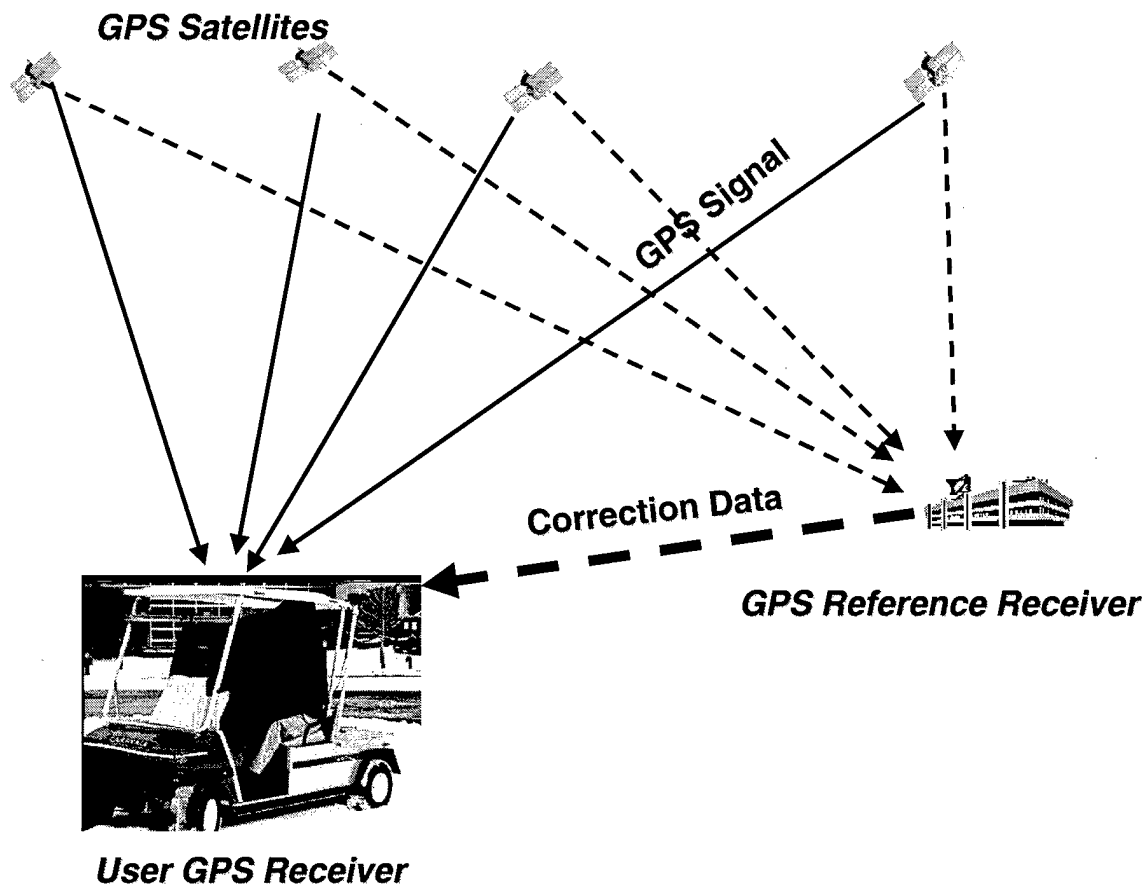 GPS Satellites
GPS Signal
Correction Data
GPS Reference Receiver
User GPS Receiver